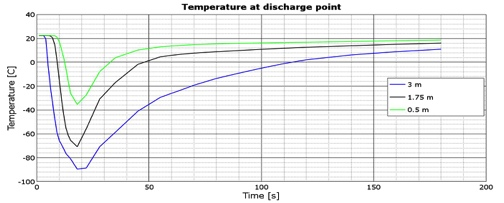 Temperature at discharge point
Temperature [C]
40
20
0
-20
-40
-60
-80
-100
3 m
1.75 m
0.5 m
0
50
100
150
200
Time [s]